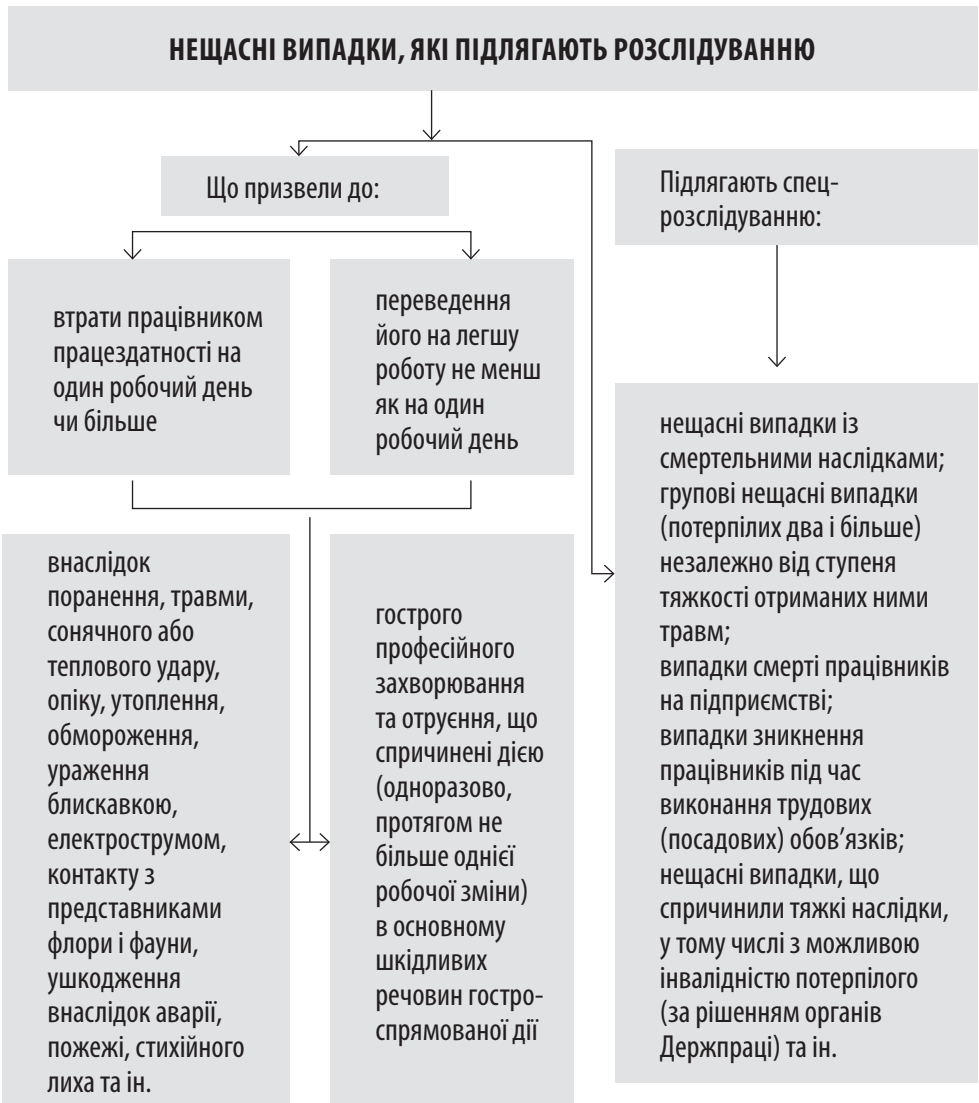 НЕЩАСНІ ВИПАДКИ, ЯКІ ПІДЛЯГАЮТЬ РОЗСЛІДУВАННЮ
Що призвели до:
втрати працівником
працездатності на
один робочий день
чи більше
переведення
його на легшу
роботу не менш
як на один
робочий день
внаслідок
поранення, травми,
сонячного або
теплового удару,
опіку, утоплення,
обмороження,
ураження
блискавкою,
електрострумом,
контакту з
представниками
флори і фауни,
ушкодження
внаслідок аварії,
пожежі, стихійного
лиха та ін.
гострого
професійного
захворювання
та отруєння, що
спричинені дією
(одноразово,
протягом не
більше однієї
робочої зміни)
в основному
шкідливих
речовин гостро-
спрямованої дії
Підлягають спец-
розслідуванню:
нещасні випадки із
смертельними наслідками;
групові нещасні випадки
(потерпілих два і більше)
незалежно від ступеня
тяжкості отриманих ними
травм;
випадки смерті працівників
на підприємстві;
випадки зникнення
працівників під час
виконання трудових
(посадових) обов’язків;
нещасні випадки, що
спричинили тяжкі наслідки,
у тому числі з можливою
інвалідністю потерпілого
(за рішенням органів
Держпраці) та ін.